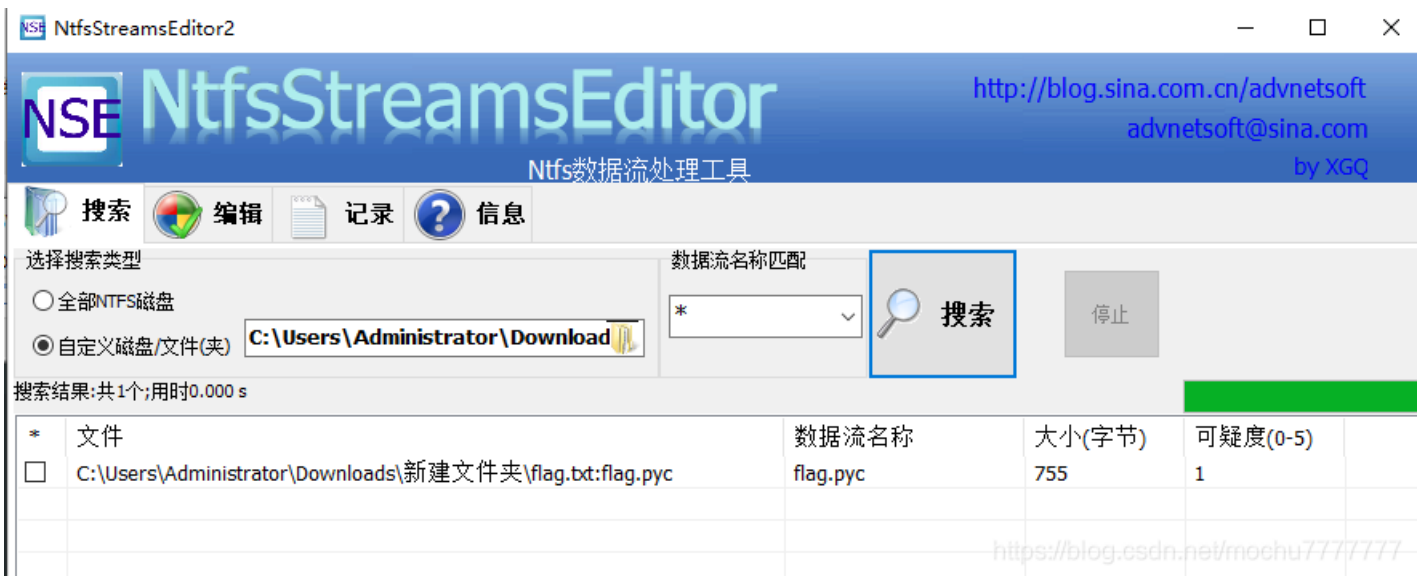 NSE NtfsStreamsEditor2
NSE NtfsStreamsEditor
http://blog.sina.com.cn/advnetsoft
advnetsoft@sina.com
Ntfs数据流处理工具
by XGQ
搜索 编辑 记录 信息
选择搜索类型 数据流名称匹配
全部NTFS磁盘
* 搜索 停止
自定义磁盘/文件(夹) C:\Users\Administrator\Download
搜索结果:共1个;用时0.000 s
* 文件 数据流名称 大小(字节) 可疑度(0-5)
C:\Users\Administrator\Downloads\新建文件夹\flag.txt:flag.pyc flag.pyc 755 1
https://blog.csdn.net/mochu7777777